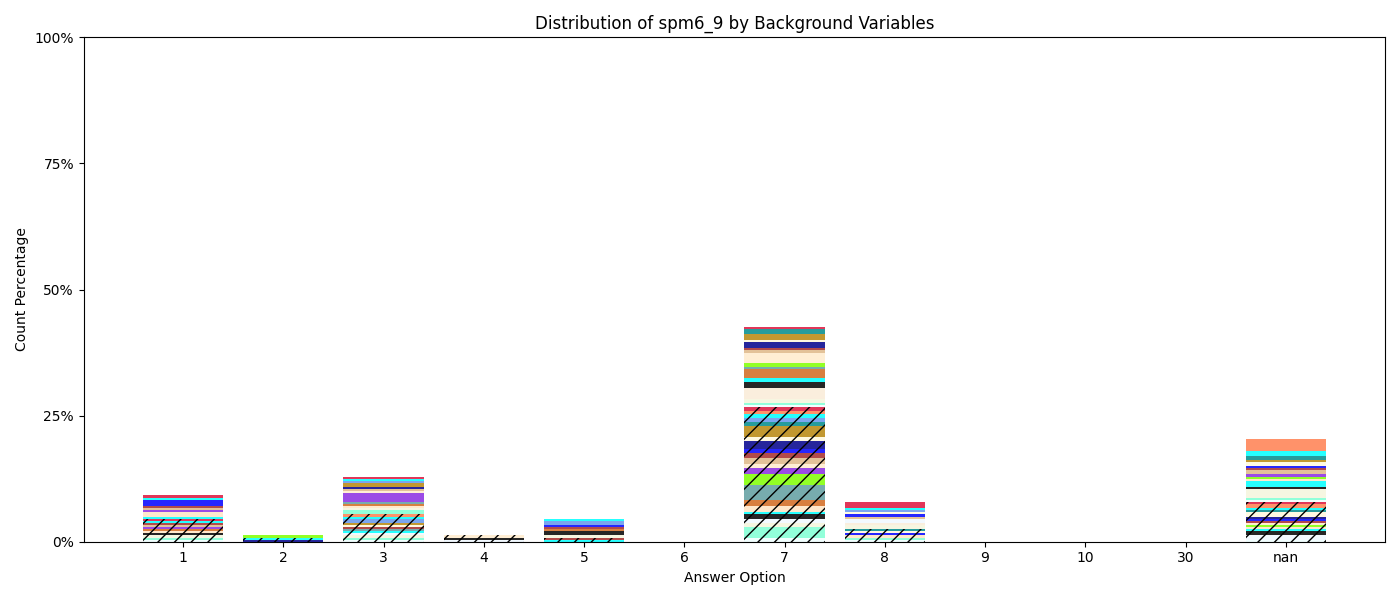 Distribution of spm6_9 by Background Variables
100%
75%
50%
25%
0%
Count Percentage
1 2 3 4 5 6 7 8 9 10 30 nan
Answer Option